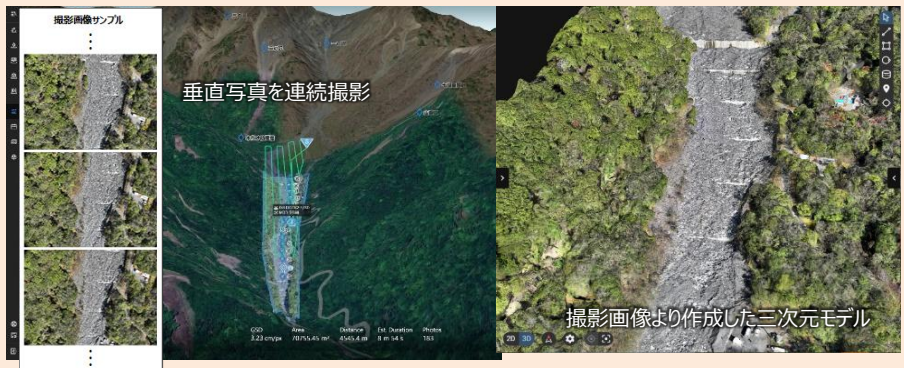 撮影画像サンプル
垂直写真を連続撮影
GSD
Area
Distance
Est. Duration
Photos
3.23 cm/px
70755.45 m²
4545.4 m
8 m 54 s
163
撮影画像より作成した三次元モデル
2D
3D